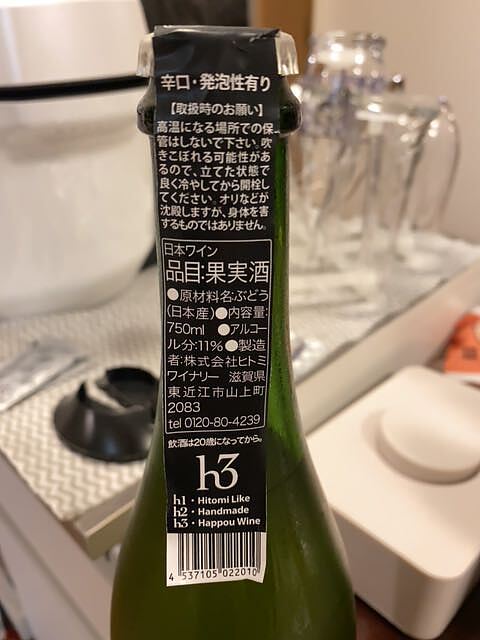 辛口・発泡性有り
【取扱時のお願い】
高温になる場所での保
管はしないで下さい。吹
きこぼれる可能性があ
るので、立てた状態で
良く冷やしてから開栓し
てください。オリなどが
沈殿しますが、身体を害
するものではありません。
日本ワイン
品目:果実酒
●原材料名:ぶどう
(日本産)●内容量:
750ml ●アルコー
ル分:11% ●製造
者:株式会社ヒトミ
ワイナリー 滋賀県
東近江市山上町
2083
tel 0120-80-4239
飲酒は20歳になってから。
h3
h1・Hitomi Like
h2・Handmade
h3・Happou Wine
4 537105 022010